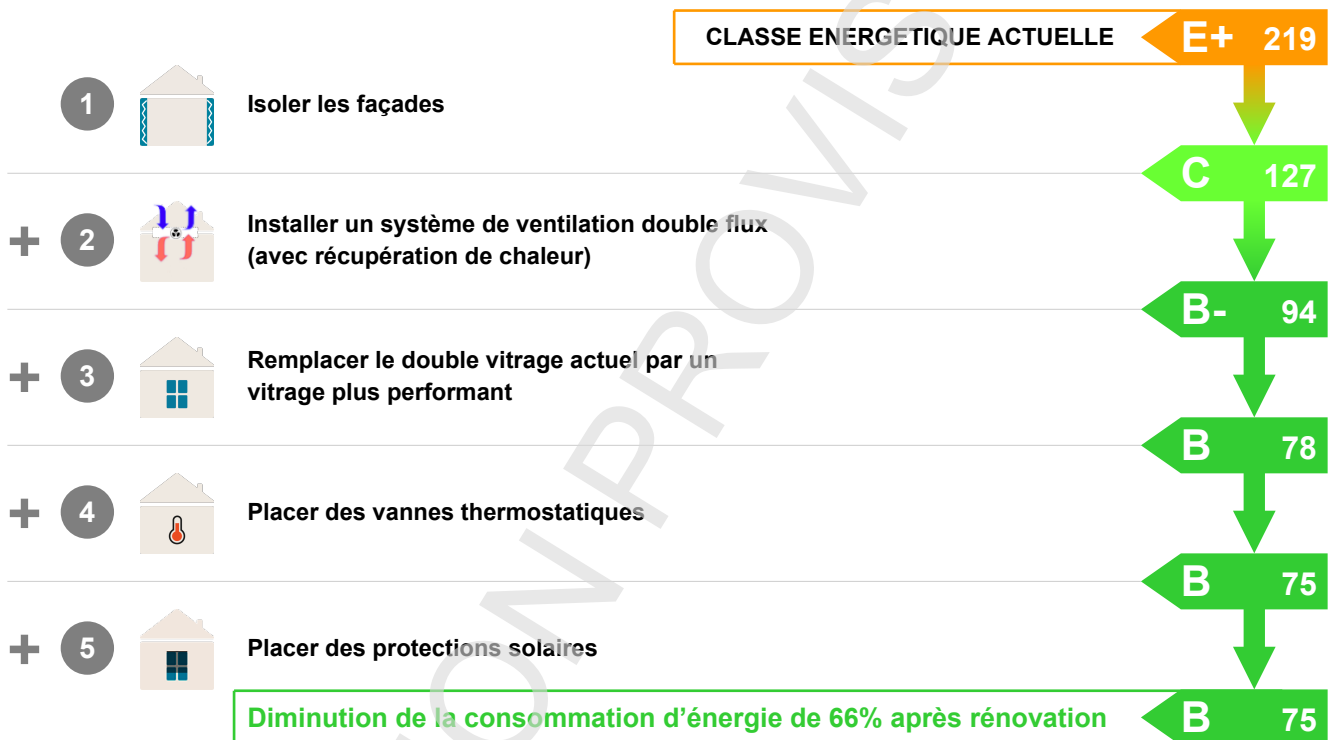 CLASSE ENERGETIQUE ACTUELLE E+ 219
1 Isoler les façades
C 127
+ 2 Installer un système de ventilation double flux
(avec récupération de chaleur)
B- 94
+ 3 Remplacer le double vitrage actuel par un
vitrage plus performant
B 78
+ 4 Placer des vannes thermostatiques
B 75
+ 5 Placer des protections solaires
Diminution de la consommation d’énergie de 66% après rénovation B 75
ON PROVIS